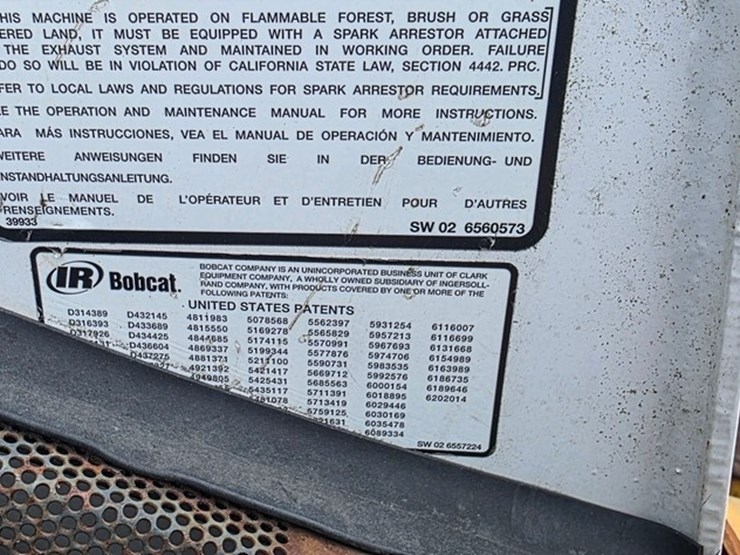 HIS MACHINE IS OPERATED ON FLAMMABLE FOREST, BRUSH OR GRASS
ERED LAND, IT MUST BE EQUIPPED WITH A SPARK ARRESTOR ATTACHED
THE EXHAUST SYSTEM AND MAINTAINED IN WORKING ORDER. FAILURE
DO SO WILL BE IN VIOLATION OF CALIFORNIA STATE LAW, SECTION 4442. PRC.
FER TO LOCAL LAWS AND REGULATIONS FOR SPARK ARRESTOR REQUIREMENTS.
E THE OPERATION AND MAINTENANCE MANUAL FOR MORE INSTRUCTIONS.
ARA MÁS INSTRUCCIONES, VEA EL MANUAL DE OPERACIÓN Y MANTENIMIENTO.
WEITERE ANWEISUNGEN FINDEN SIE IN DER BEDIENUNG- UND
NSTANDHALTUNGSANLEITUNG.
VOIR LE MANUEL DE L'OPÉRATEUR ET D'ENTRETIEN POUR D'AUTRES
RENSEIGNEMENTS.
39933 SW 02 6560573
IR Bobcat.
BOBCAT COMPANY IS AN UNINCORPORATED BUSINESS UNIT OF CLARK
EQUIPMENT COMPANY, A WHOLLY OWNED SUBSIDIARY OF INGERSOLL-
RAND COMPANY, WITH PRODUCTS COVERED BY ONE OR MORE OF THE
FOLLOWING PATENTS:
UNITED STATES PATENTS
D314389 D432145 4811983 5078568 5562397 5931254 6116007
D316393 D433689 4815550 5169278 5565829 5957213 6116699
D317926 D434425 4844685 5174115 5570991 5967693 6131668
D436604 4869337 5199344 5577876 5974706 6154989
D437275 4881371 5211100 5590731 5983535 6163989
4921392 5421417 5669712 5992576 6186735
4949805 5425431 5685563 6000154 6189646
5435117 5711391 6018895 6202014
5713419 6029446
5759125 6030169
6035478
6089334
SW 02 6557224